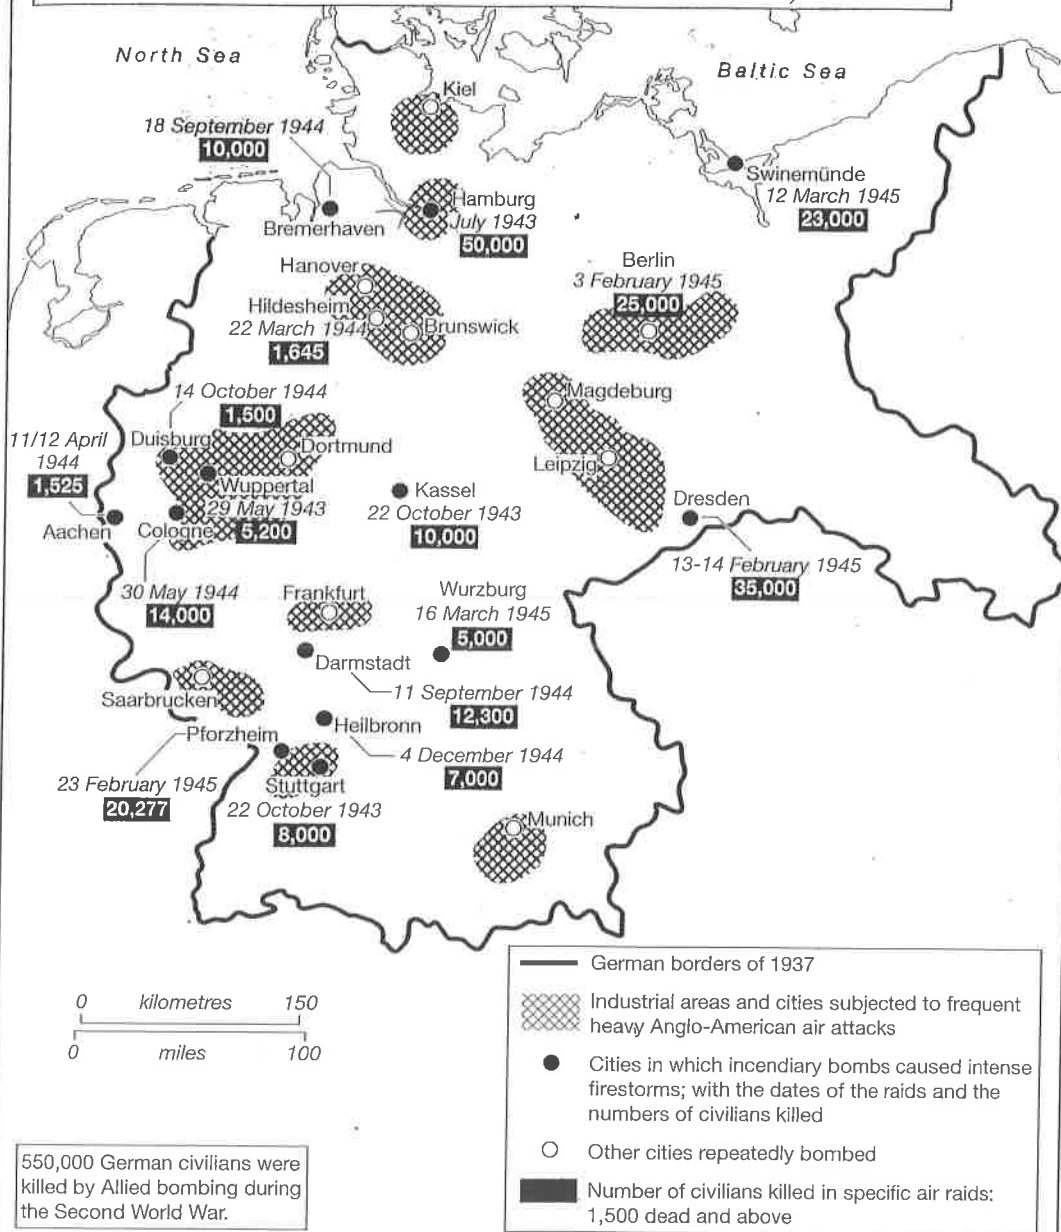 North Sea
Baltic Sea
Kiel
18 September 1944
10,000
Bremerhaven
Hamburg
July 1943
50,000
Swinemünde
12 March 1945
23,000
Hanover
Hildesheim
22 March 1944
1,645
Brunswick
Berlin
3 February 1945
25,000
14 October 1944
1,500
Duisburg
Dortmund
11/12 April
1944
1,525
Aachen
Wuppertal
29 May 1943
5,200
Cologne
30 May 1944
14,000
Kassel
22 October 1943
10,000
Magdeburg
Leipzig
Dresden
13-14 February 1945
35,000
Frankfurt
Wurzburg
16 March 1945
5,000
Darmstadt
11 September 1944
12,300
Saarbrucken
Pforzheim
23 February 1945
20,277
Heilbronn
4 December 1944
7,000
Stuttgart
22 October 1943
8,000
Munich
0 kilometres 150
0 miles 100
German borders of 1937
Industrial areas and cities subjected to frequent
heavy Anglo-American air attacks
Cities in which incendiary bombs caused intense
firestorms; with the dates of the raids and the
numbers of civilians killed
Other cities repeatedly bombed
Number of civilians killed in specific air raids:
1,500 dead and above
550,000 German civilians were
killed by Allied bombing during
the Second World War.